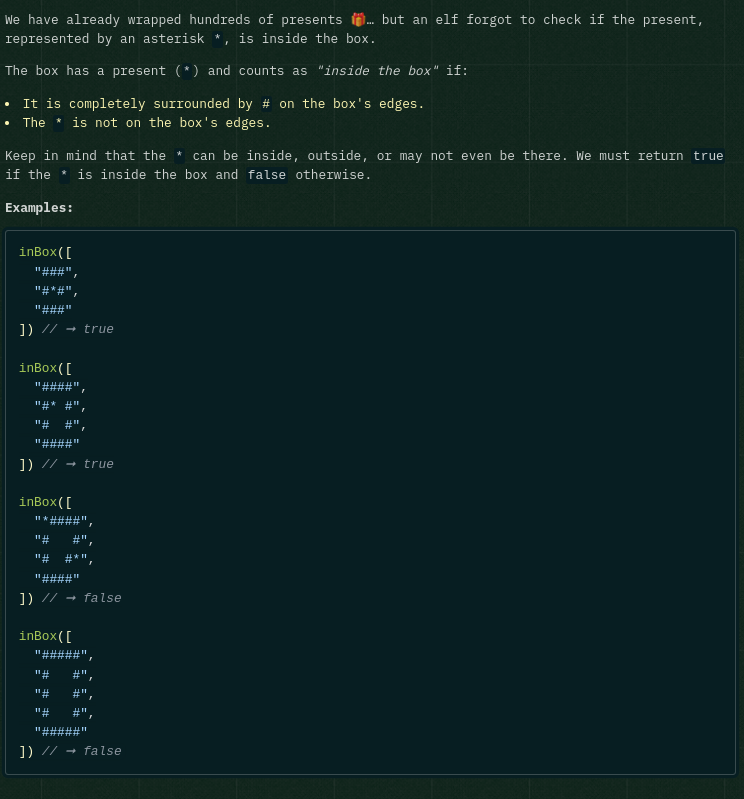 We have already wrapped hundreds of presents 🎁… but an elf forgot to check if the present,
represented by an asterisk *, is inside the box.
The box has a present (*) and counts as "inside the box" if:
• It is completely surrounded by # on the box's edges.
• The * is not on the box's edges.
Keep in mind that the * can be inside, outside, or may not even be there. We must return true
if the * is inside the box and false otherwise.
Examples:
inBox([
  "###",
  "#*#",
  "###"
]) // ➞ true
inBox([
  "####",
  "#* #",
  "#  #",
  "####"
]) // ➞ true
inBox([
  "*####",
  "#   #",
  "#  #*",
  "####"
]) // ➞ false
inBox([
  "#####",
  "#   #",
  "#   #",
  "#   #",
  "#####"
]) // ➞ false